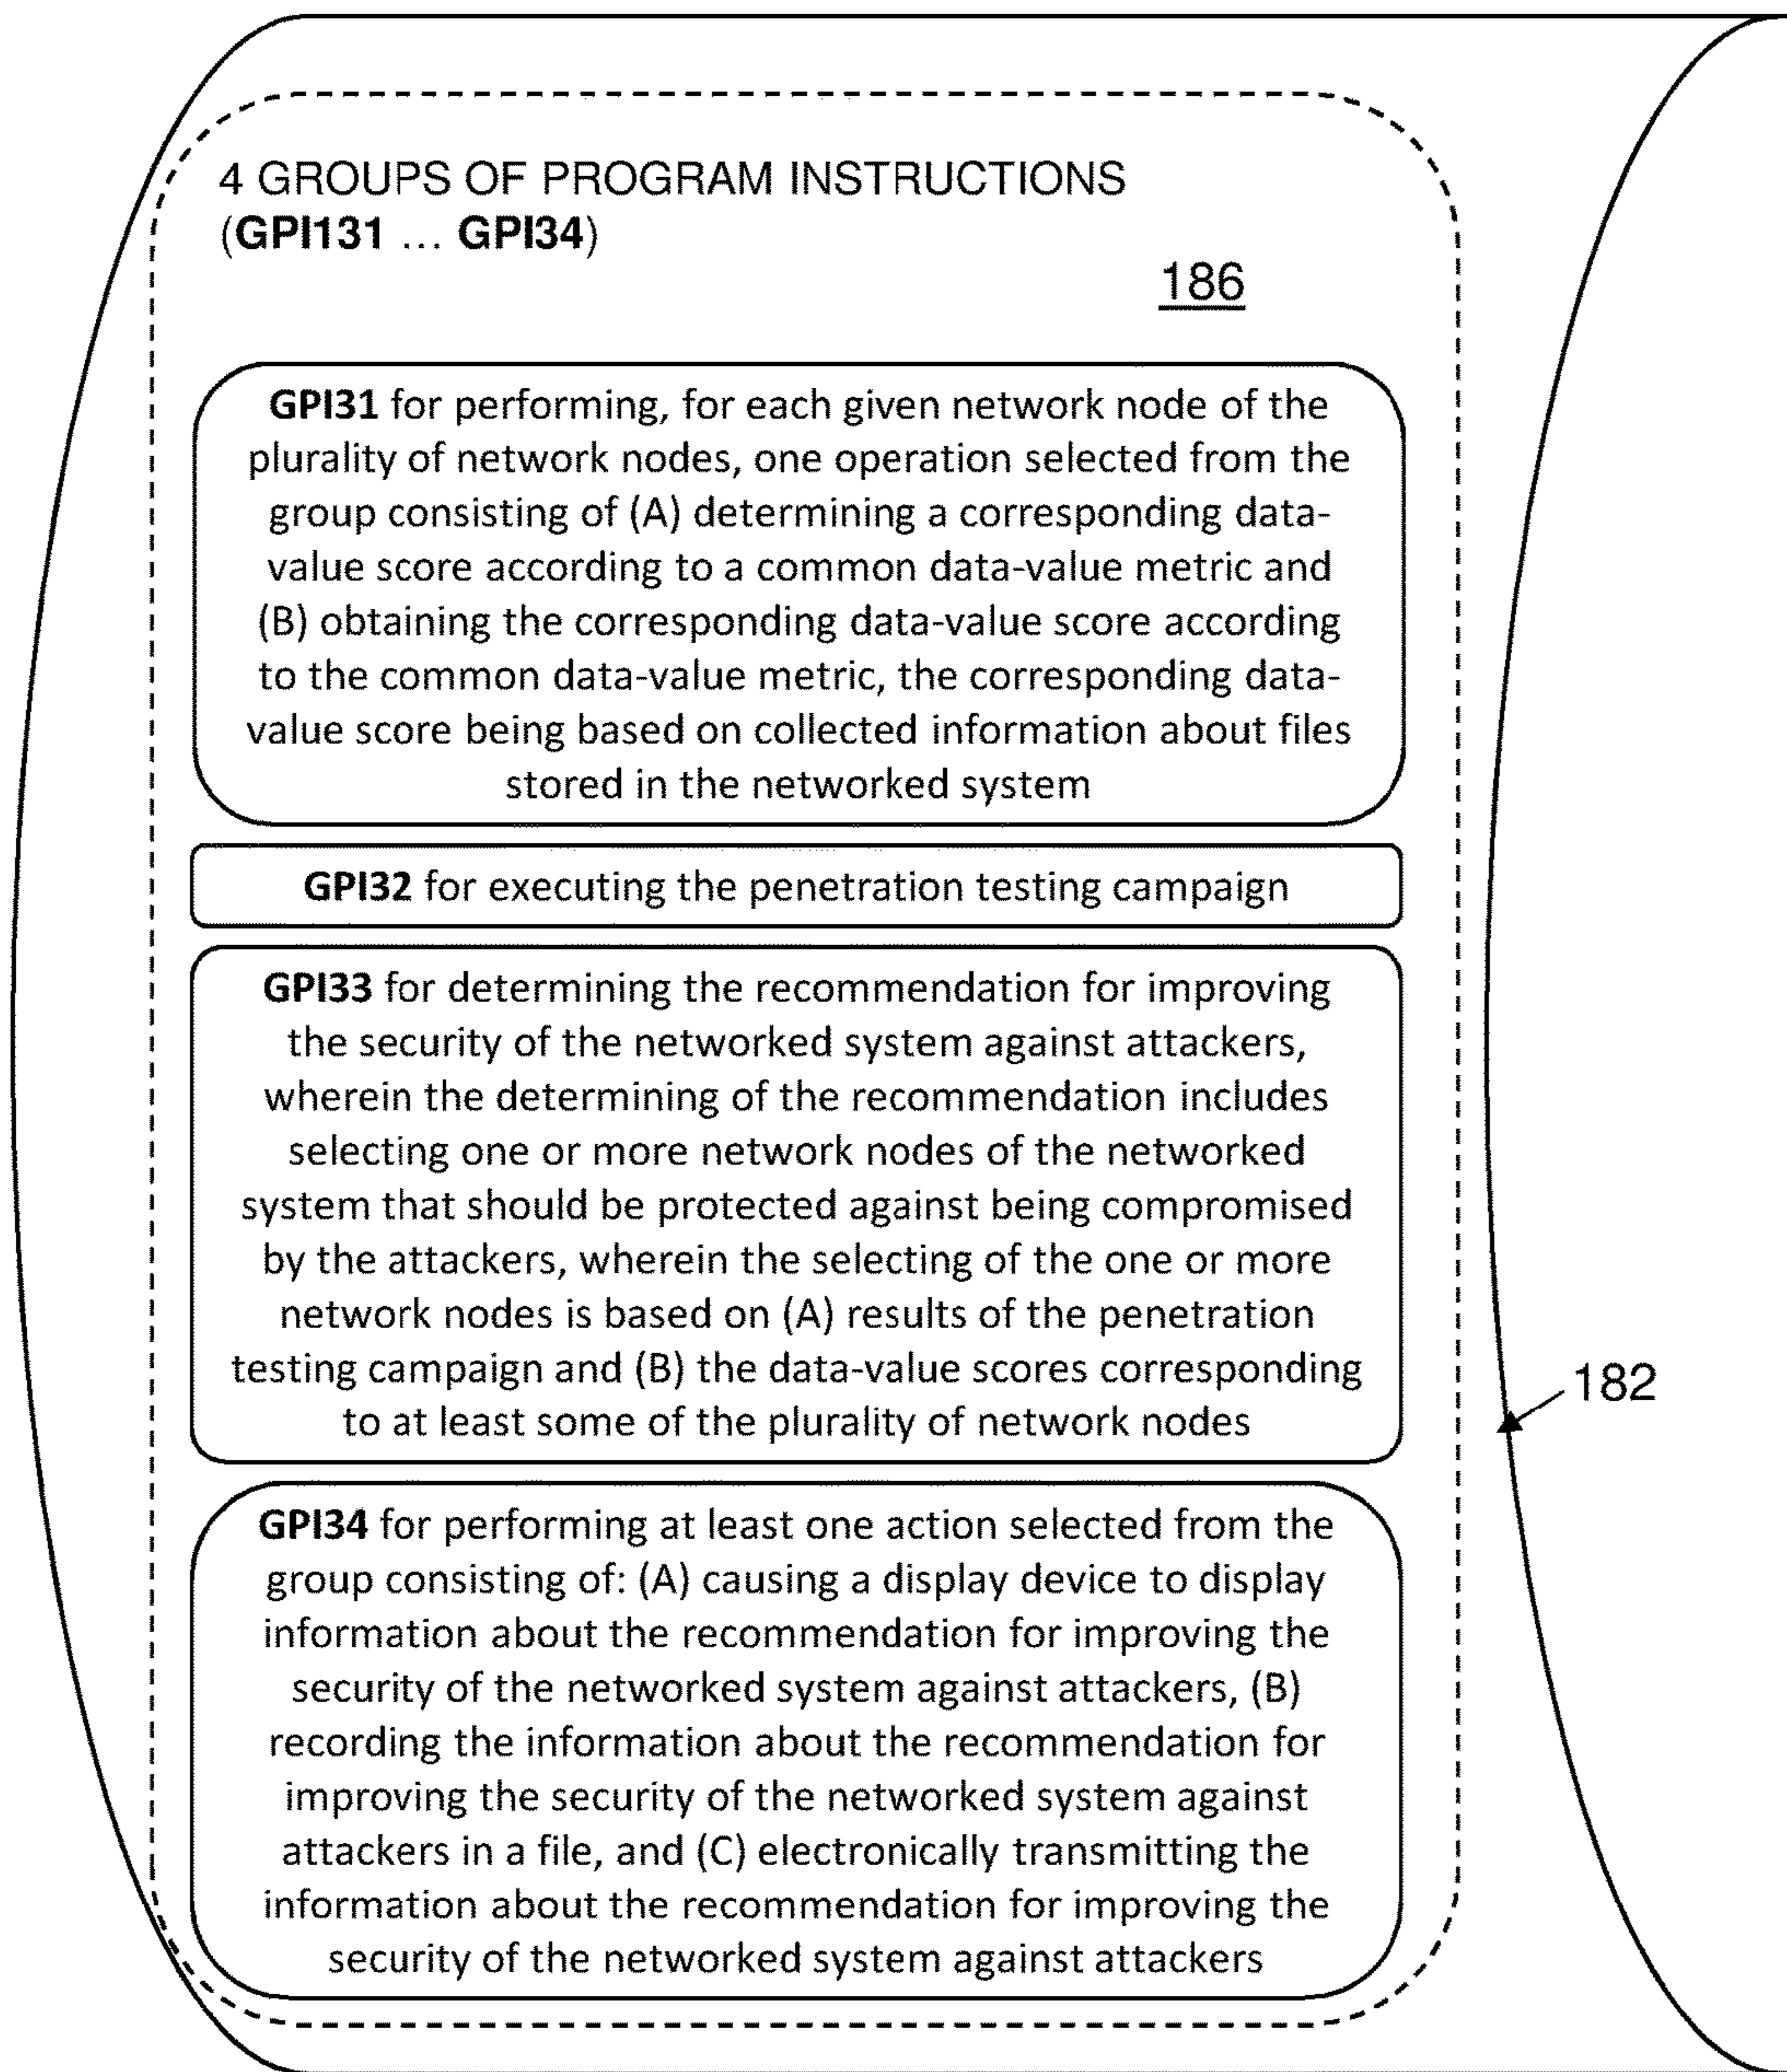 4 GROUPS OF PROGRAM INSTRUCTIONS
(GPI131 ... GPI34)
186
GPI31 for performing, for each given network node of the
plurality of network nodes, one operation selected from the
group consisting of (A) determining a corresponding data-
value score according to a common data-value metric and
(B) obtaining the corresponding data-value score according
to the common data-value metric, the corresponding data-
value score being based on collected information about files
stored in the networked system
GPI32 for executing the penetration testing campaign
GPI33 for determining the recommendation for improving
the security of the networked system against attackers,
wherein the determining of the recommendation includes
selecting one or more network nodes of the networked
system that should be protected against being compromised
by the attackers, wherein the selecting of the one or more
network nodes is based on (A) results of the penetration
testing campaign and (B) the data-value scores corresponding
to at least some of the plurality of network nodes
182
GPI34 for performing at least one action selected from the
group consisting of: (A) causing a display device to display
information about the recommendation for improving the
security of the networked system against attackers, (B)
recording the information about the recommendation for
improving the security of the networked system against
attackers in a file, and (C) electronically transmitting the
information about the recommendation for improving the
security of the networked system against attackers